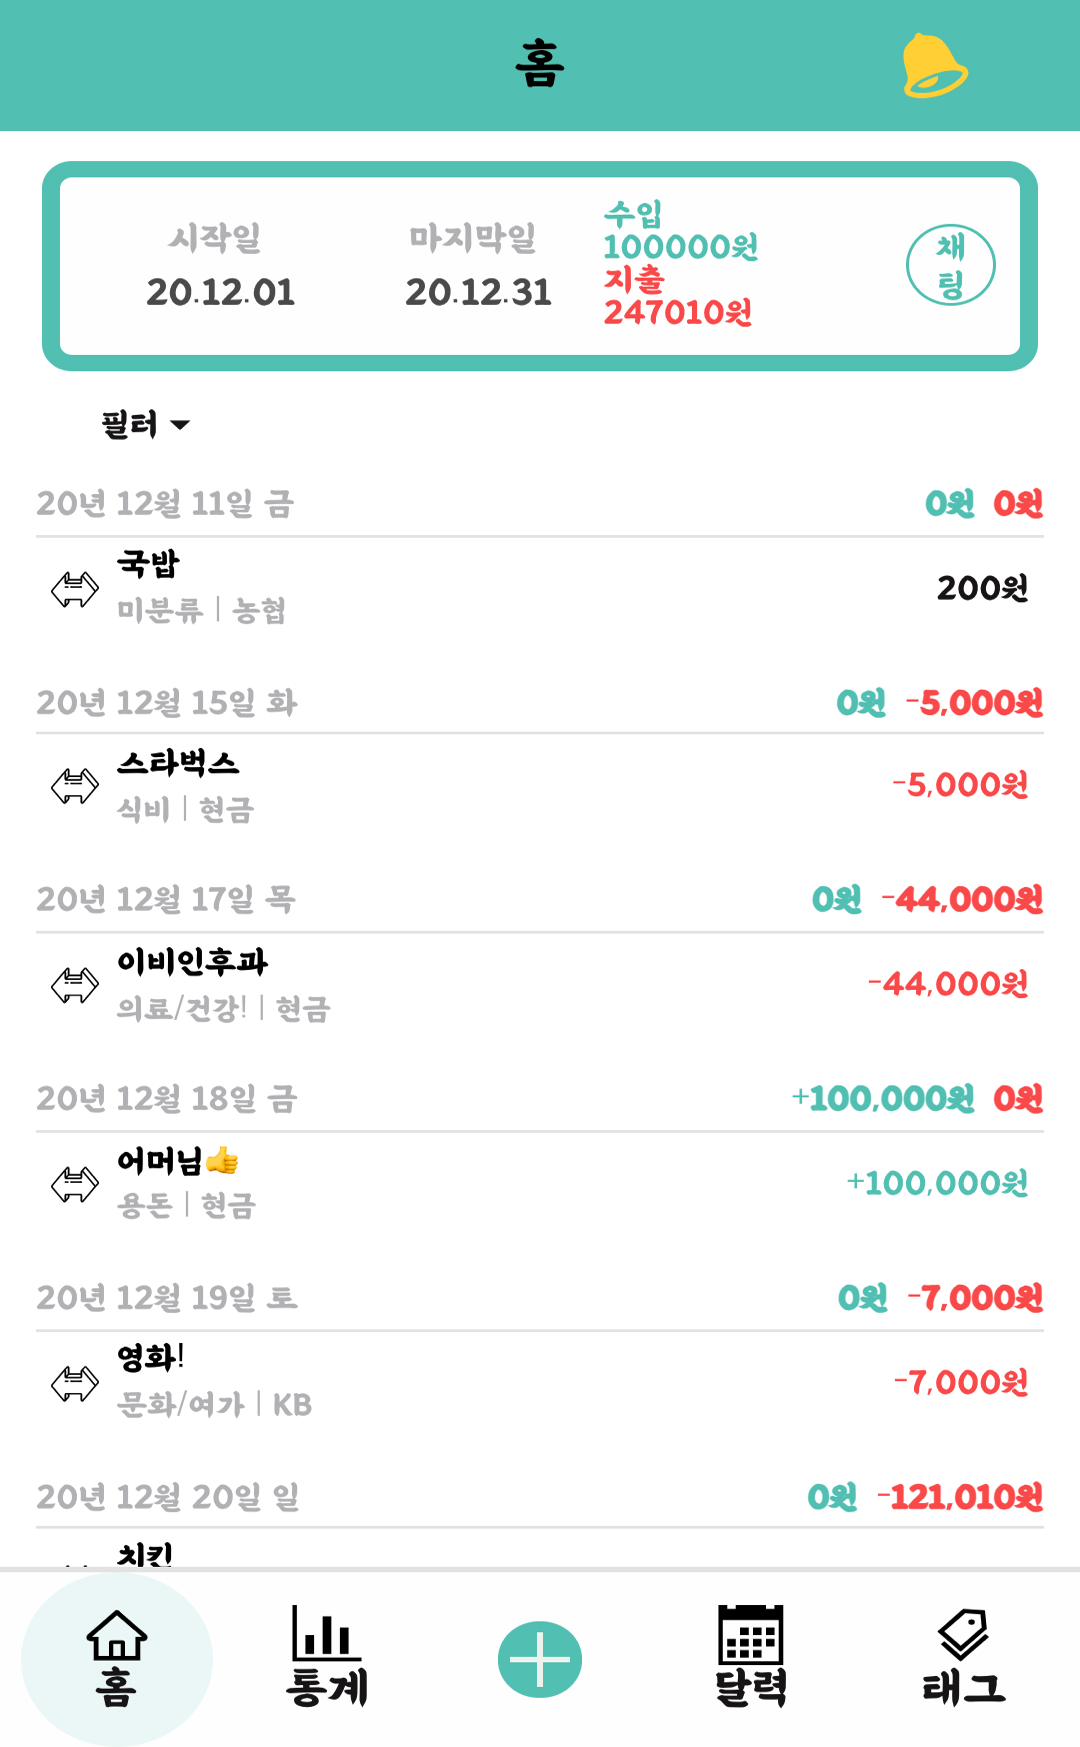 홈
시작일
마지막일
20.12.01
20.12.31
수입
100000원
지출
247010원
채
팅
필터
20년 12월 11일 금 0원 0원
국밥
미분류 | 농협
200원
20년 12월 15일 화 0원 -5,000원
스타벅스
식비 | 현금
-5,000원
20년 12월 17일 목 0원 -44,000원
이비인후과
의료/건강! | 현금
-44,000원
20년 12월 18일 금 +100,000원 0원
어머님👍
용돈 | 현금
+100,000원
20년 12월 19일 토 0원 -7,000원
영화!
문화/여가 | KB
-7,000원
20년 12월 20일 일 0원 -121,010원
치킨
홈
통계
달력
태그